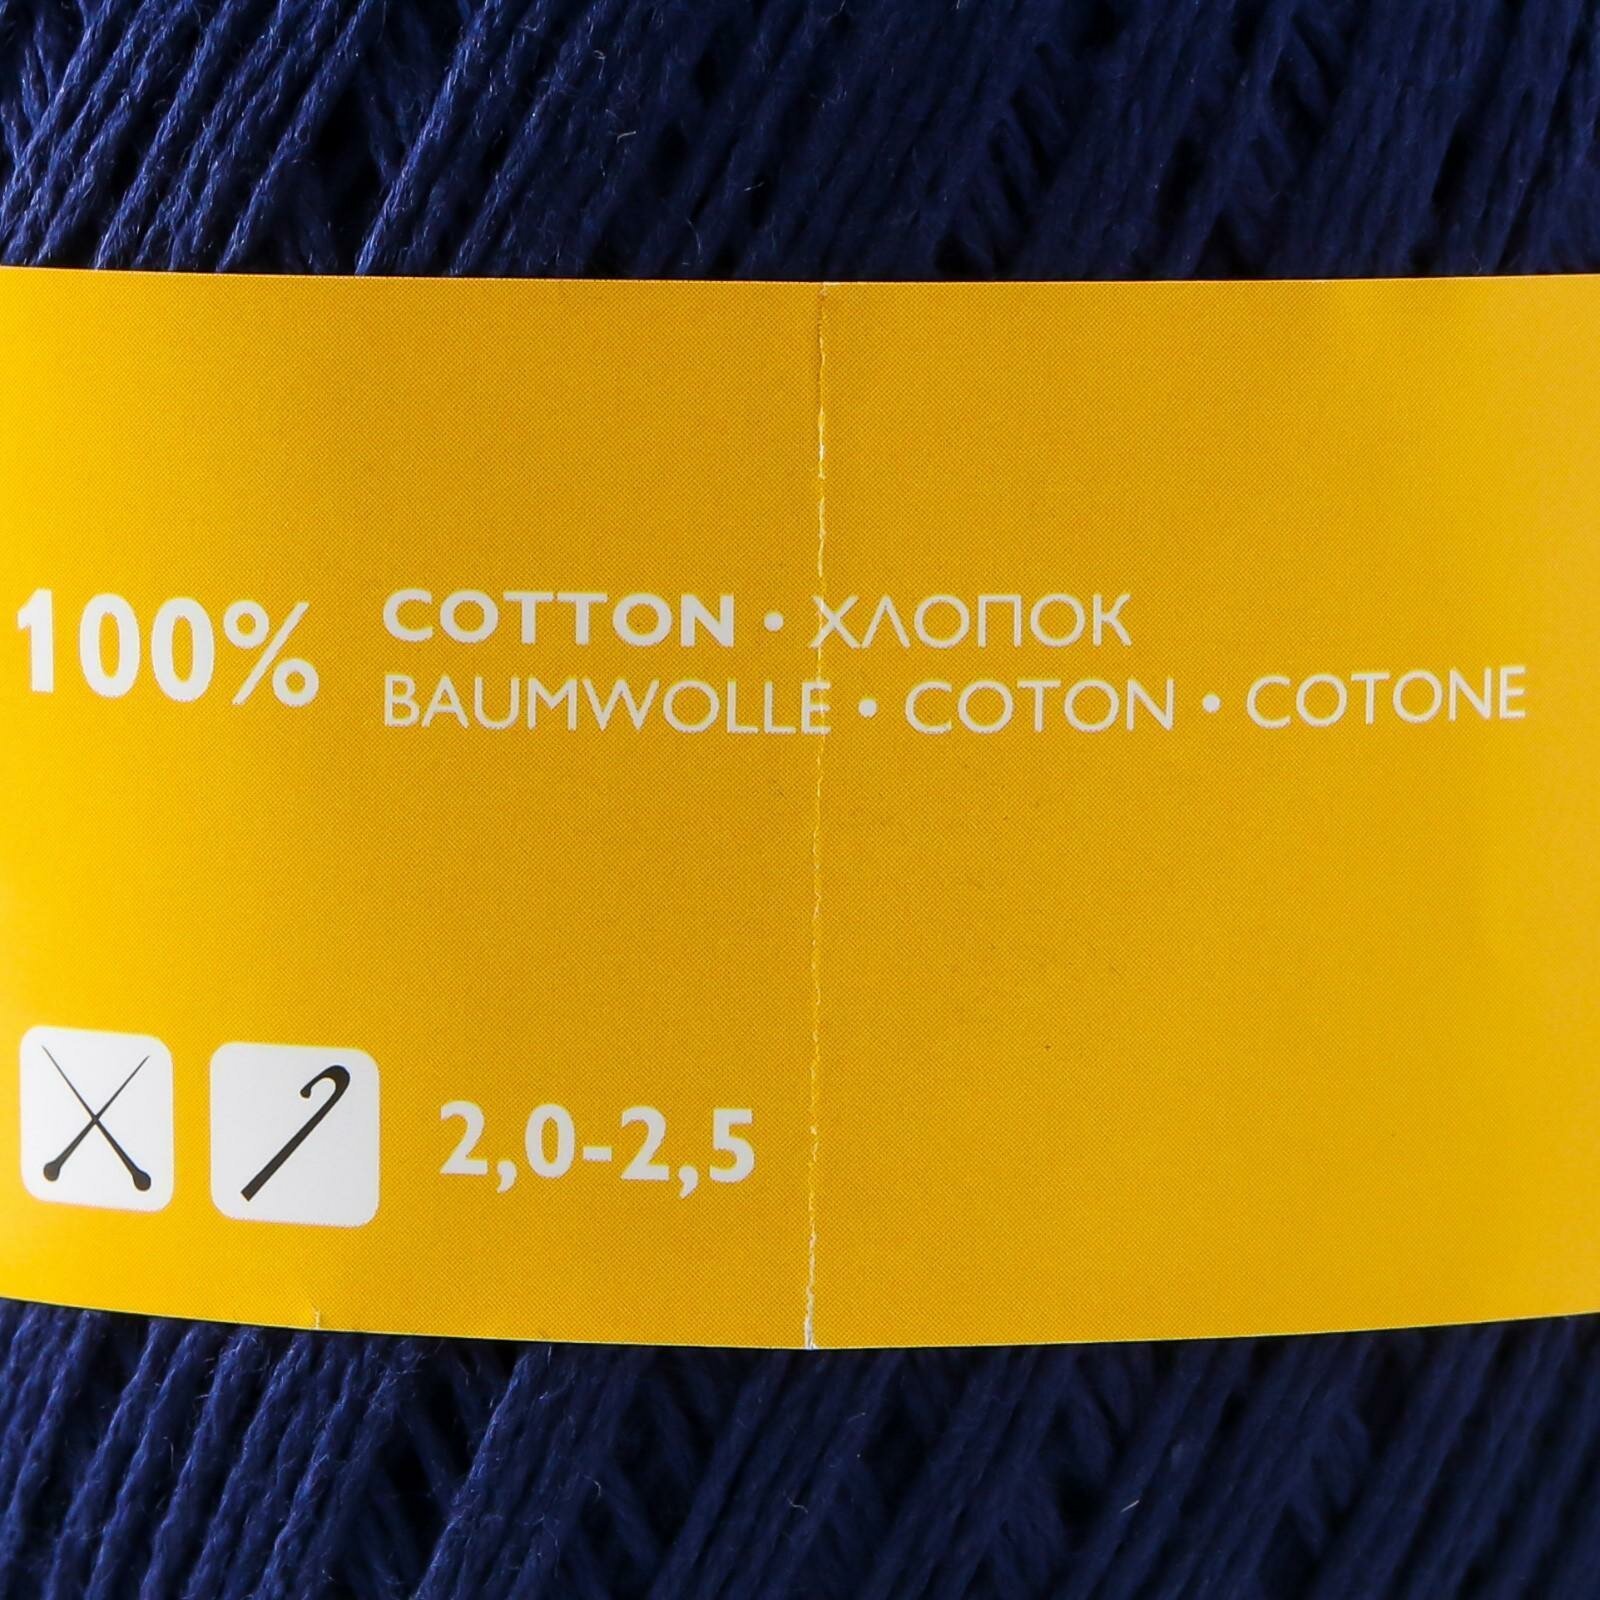 100% COTTON • ХЛОПОК
BAUMWOLLE • COTON • COTONE
2,0-2,5